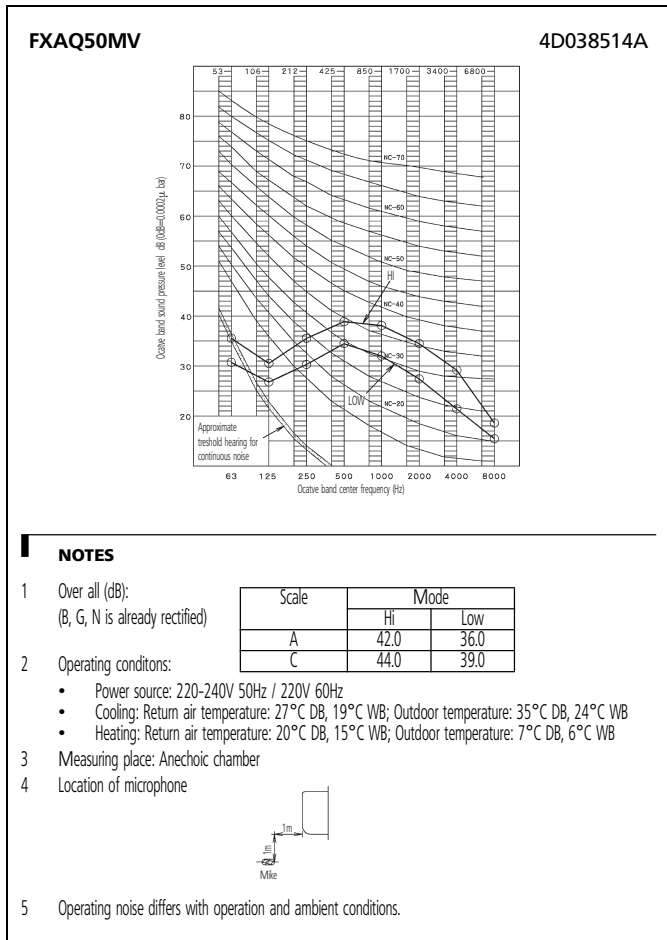 FXAQ50MV 4D038514A
53 106 212 425 850 1700 3400 6800
80
70
60
50
40
30
20
NC-70
NC-60
NC-50
NC-40
NC-30
NC-20
HI
LOW
Approximate
treshold hearing for
continuous noise
Ocatve band sound pressure level dB (0dB=0.0002µ bar)
63 125 250 500 1000 2000 4000 8000
Ocatve band center frequency (Hz)
NOTES
1 Over all (dB):
(B, G, N is already rectified)
Scale Mode
Hi Low
A 42.0 36.0
C 44.0 39.0
2 Operating conditons:
• Power source: 220-240V 50Hz / 220V 60Hz
• Cooling: Return air temperature: 27°C DB, 19°C WB; Outdoor temperature: 35°C DB, 24°C WB
• Heating: Return air temperature: 20°C DB, 15°C WB; Outdoor temperature: 7°C DB, 6°C WB
3 Measuring place: Anechoic chamber
4 Location of microphone
1m
1m
Mike
5 Operating noise differs with operation and ambient conditions.